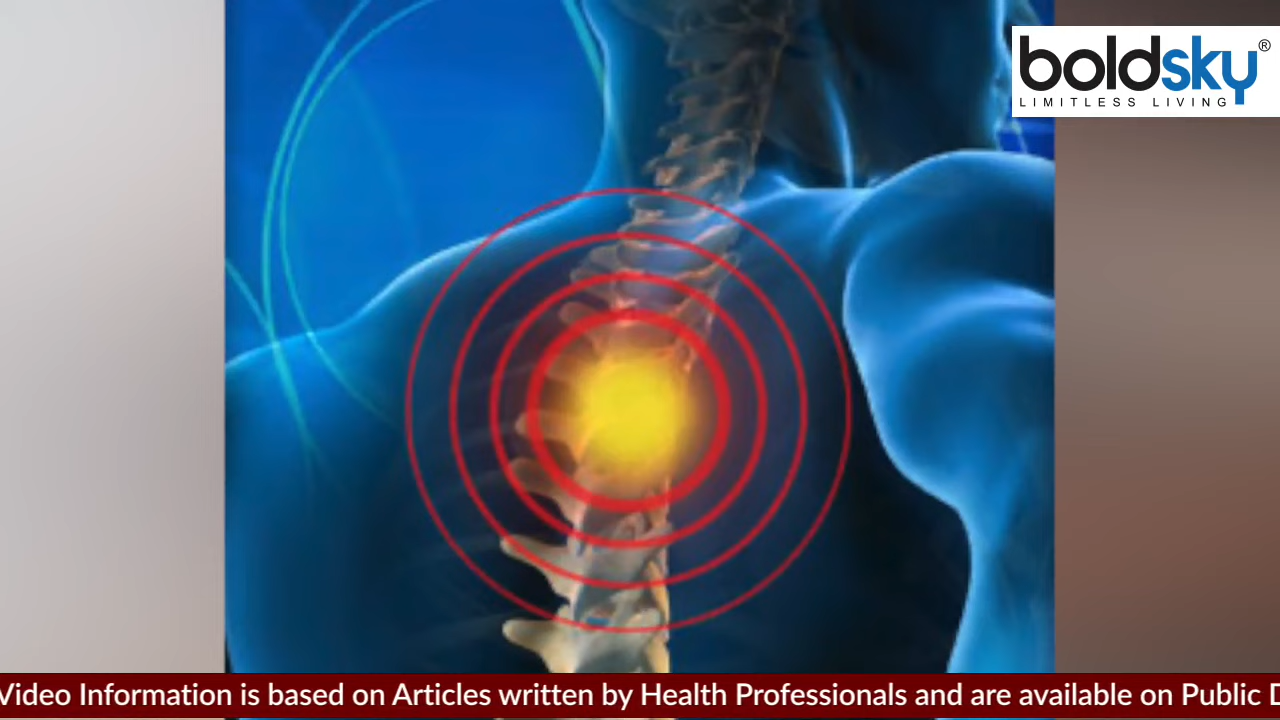 boldsky®
LIMITLESS LIVING
Video Information is based on Articles written by Health Professionals and are available on Public